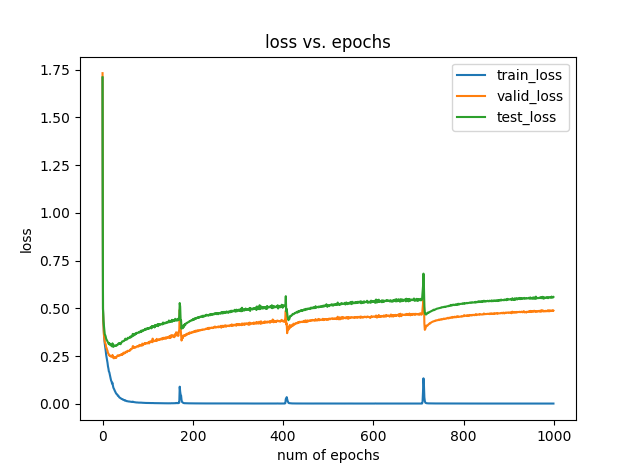 loss vs. epochs
train_loss
valid_loss
test_loss
1.75
1.50
1.25
1.00
0.75
0.50
0.25
0.00
loss
0 200 400 600 800 1000
num of epochs